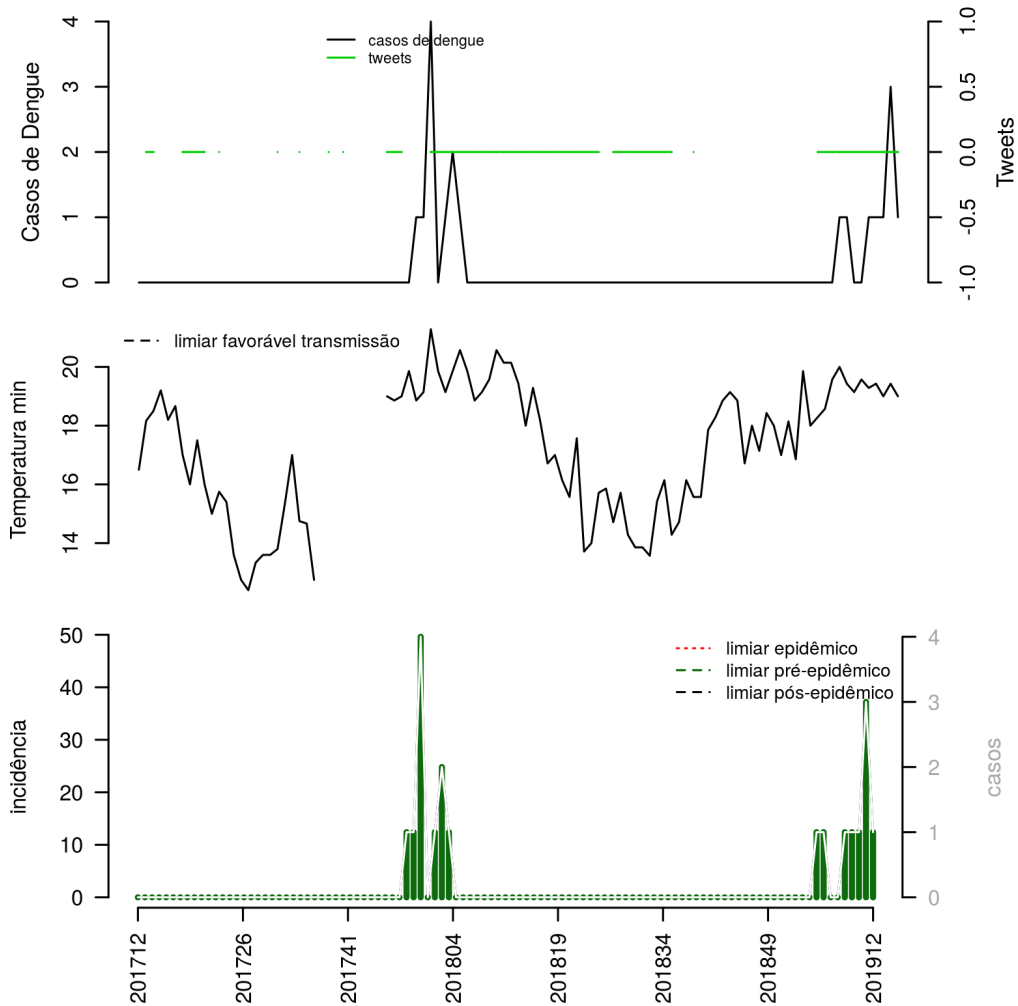 casos de dengue
tweets
Casos de Dengue
0 1 2 3 4
Tweets
-1.0 -0.5 0.0 0.5 1.0
limiar favorável transmissão
Temperatura min
14 16 18 20
limiar epidêmico
limiar pré-epidêmico
limiar pós-epidêmico
incidência
50
40
30
20
10
0
4
3
2
1
0
casos
201712 201726 201741 201804 201819 201834 201849 201912